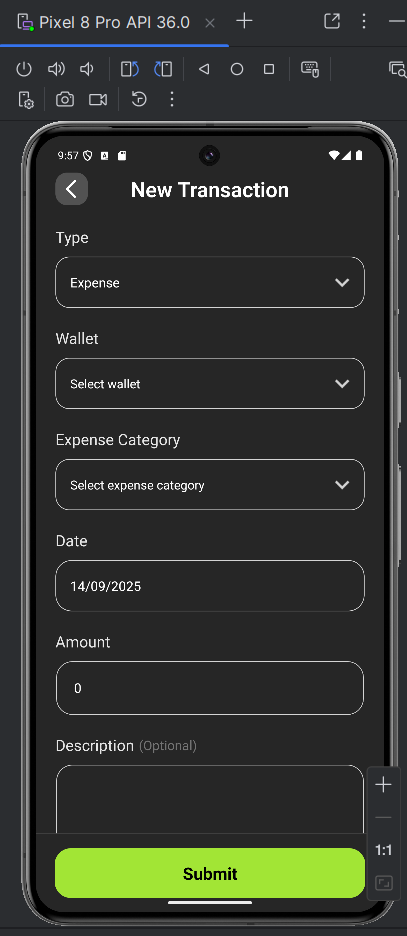 Pixel 8 Pro API 36.0
9:57
New Transaction
Type
Expense
Wallet
Select wallet
Expense Category
Select expense category
Date
14/09/2025
Amount
0
Description (Optional)
1:1
Submit